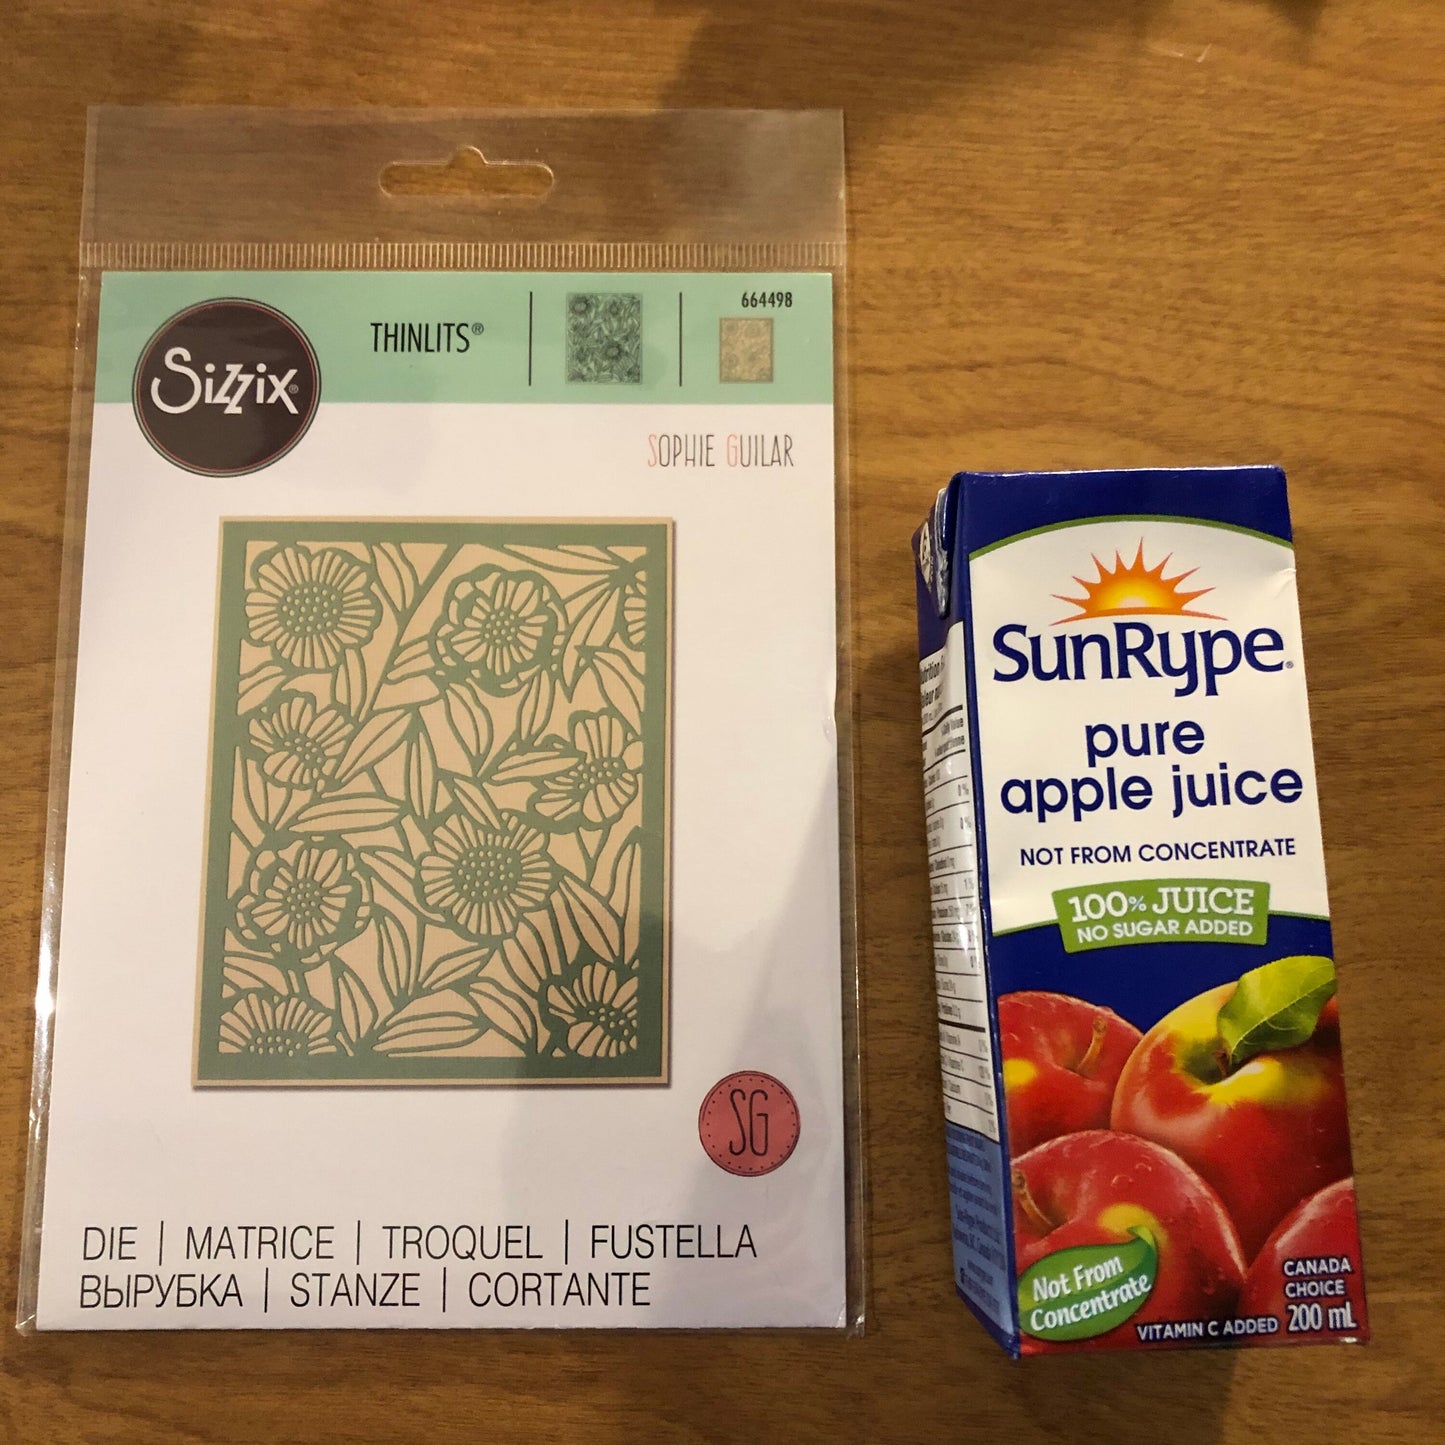 Sizzix®
THINLITS®
664498
SOPHIE GUILAR
SG
DIE | MATRICE | TROQUEL | FUSTELLA
ВЫРУБКА | STANZE | CORTANTE
SunRype®
pure
apple juice
NOT FROM CONCENTRATE
100% JUICE
NO SUGAR ADDED
Not From
Concentrate
CANADA
CHOICE
VITAMIN C ADDED 200 mL